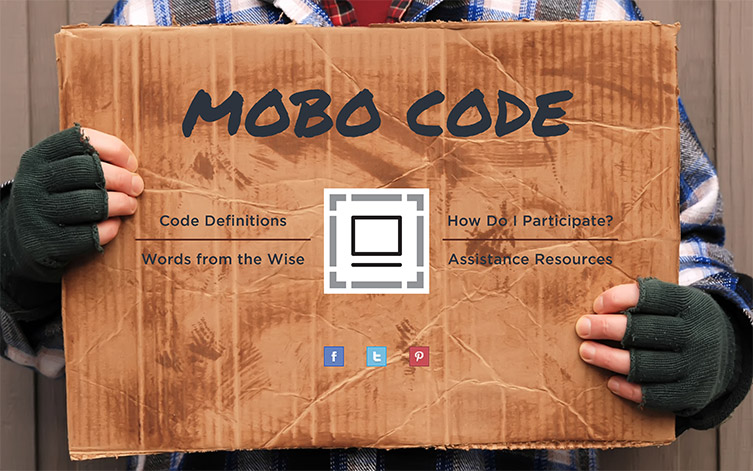 MOBO CODE
Code Definitions
Words from the Wise
How Do I Participate?
Assistance Resources
f
t
p